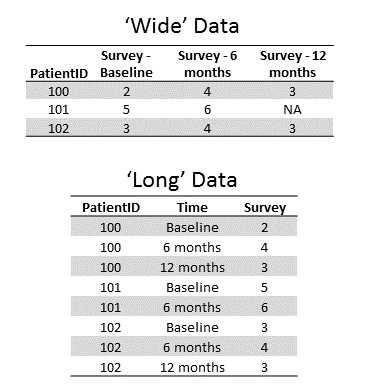 ‘Wide’ Data
PatientID Survey - Baseline Survey - 6 months Survey - 12 months
100 2 4 3
101 5 6 NA
102 3 4 3
‘Long’ Data
PatientID Time Survey
100 Baseline 2
100 6 months 4
100 12 months 3
101 Baseline 5
101 6 months 6
102 Baseline 3
102 6 months 4
102 12 months 3